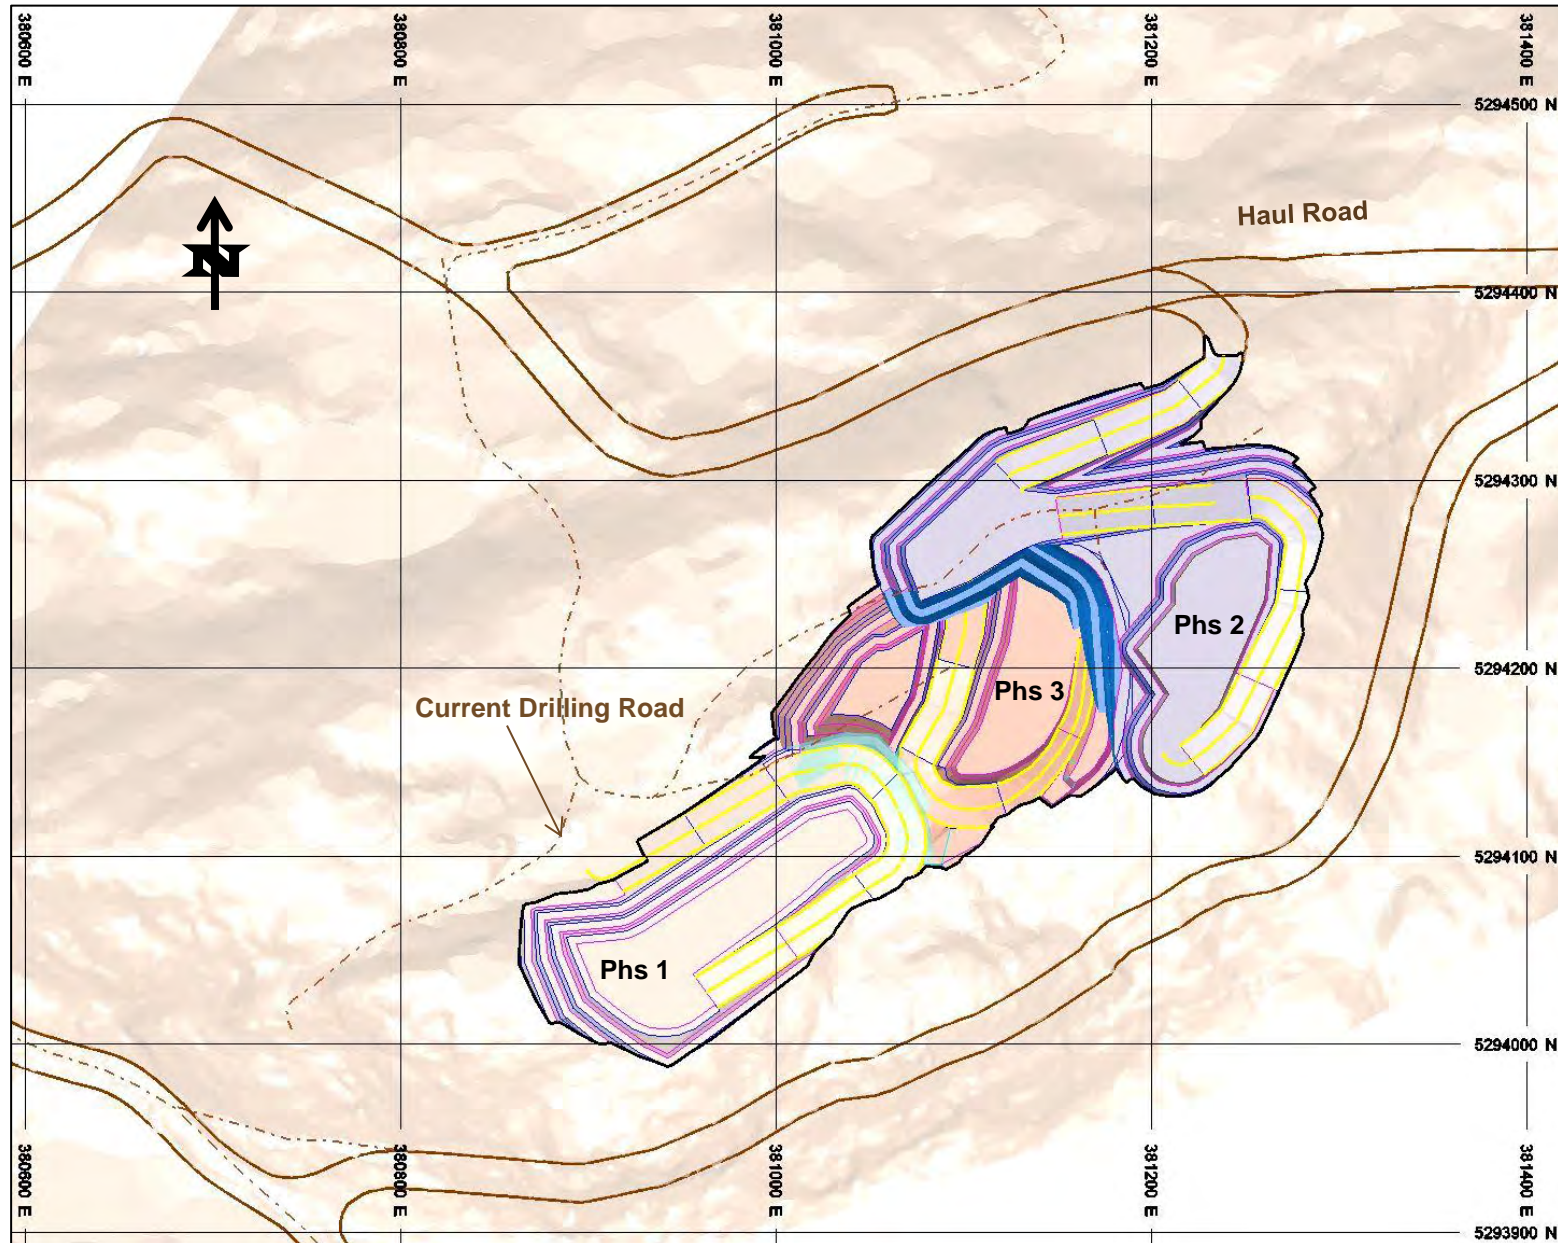 380600 E
380800 E
381000 E
381200 E
381400 E
5294500 N
Haul Road
N
5294400 N
5294300 N
Phs 2
5294200 N
Phs 3
Current Drilling Road
5294100 N
Phs 1
5294000 N
380600 E
380800 E
381000 E
381200 E
381400 E
5293900 N